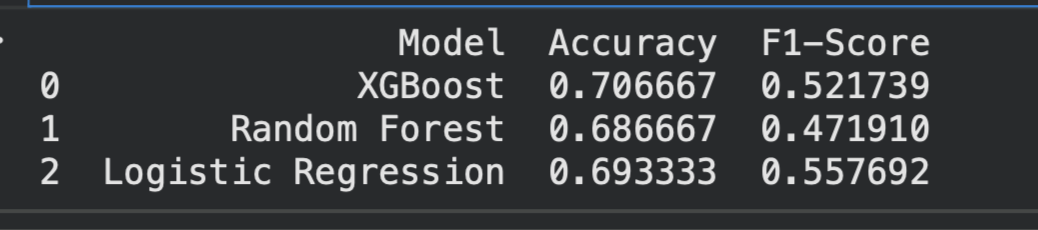 Model Accuracy F1-Score
0 XGBoost 0.706667 0.521739
1 Random Forest 0.686667 0.471910
2 Logistic Regression 0.693333 0.557692